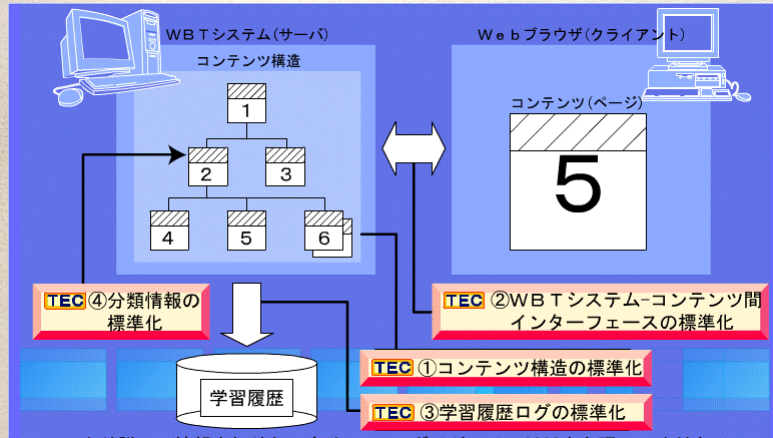 WBTシステム(サーバ)
Webブラウザ(クライアント)
コンテンツ構造
コンテンツ(ページ)
1
2
3
4
5
6
5
TEC ④分類情報の
標準化
TEC ②WBTシステム-コンテンツ間
インターフェースの標準化
TEC ①コンテンツ構造の標準化
学習履歴
TEC ③学習履歴ログの標準化